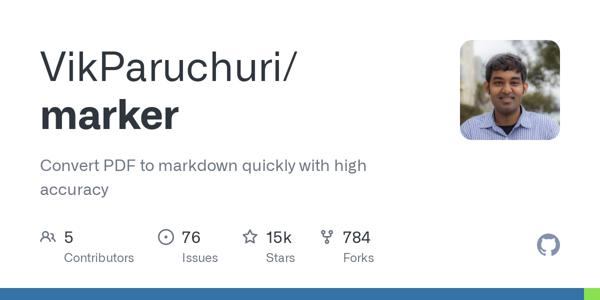 VikParuchuri/
marker
Convert PDF to markdown quickly with high
accuracy
5 76 15k 784
Contributors Issues Stars Forks